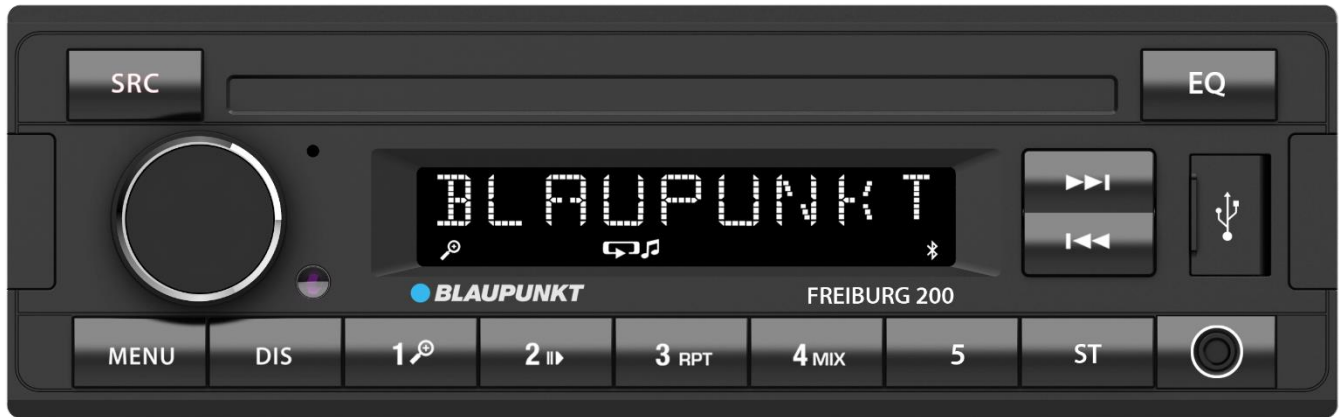 SRC
EQ
BLAUPUNKT
BLAUPUNKT
FREIBURG 200
MENU
DIS
1
2
3 RPT
4 MIX
5
ST